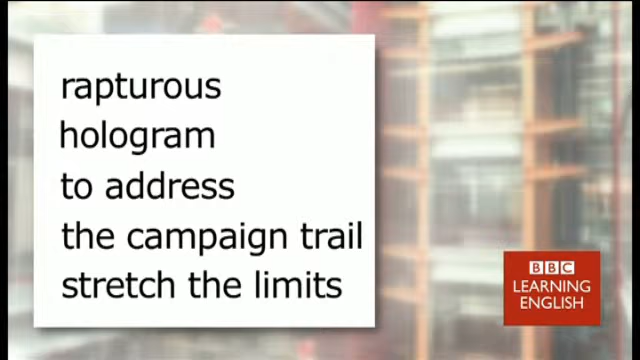 rapturous
hologram
to address
the campaign trail
stretch the limits
BBC
LEARNING
ENGLISH